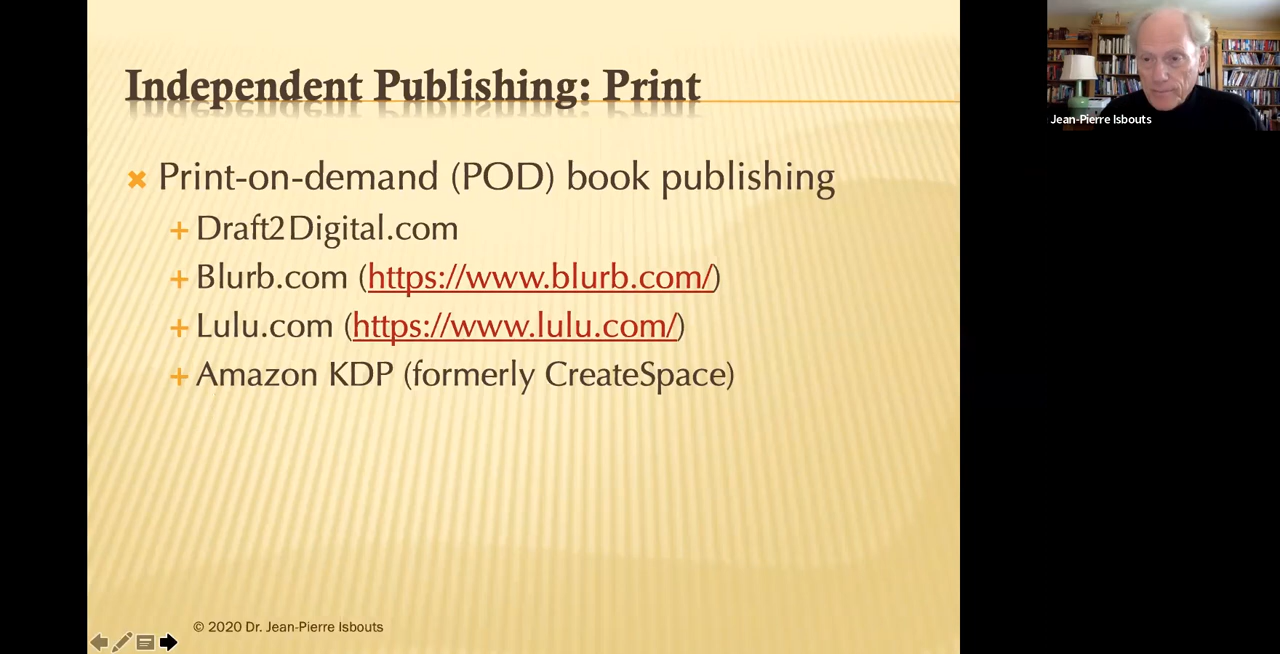 Independent Publishing: Print
Print-on-demand (POD) book publishing
Draft2Digital.com
Blurb.com (https://www.blurb.com/)
Lulu.com (https://www.lulu.com/)
Amazon KDP (formerly CreateSpace)
© 2020 Dr. Jean-Pierre Isbouts
Jean-Pierre Isbouts